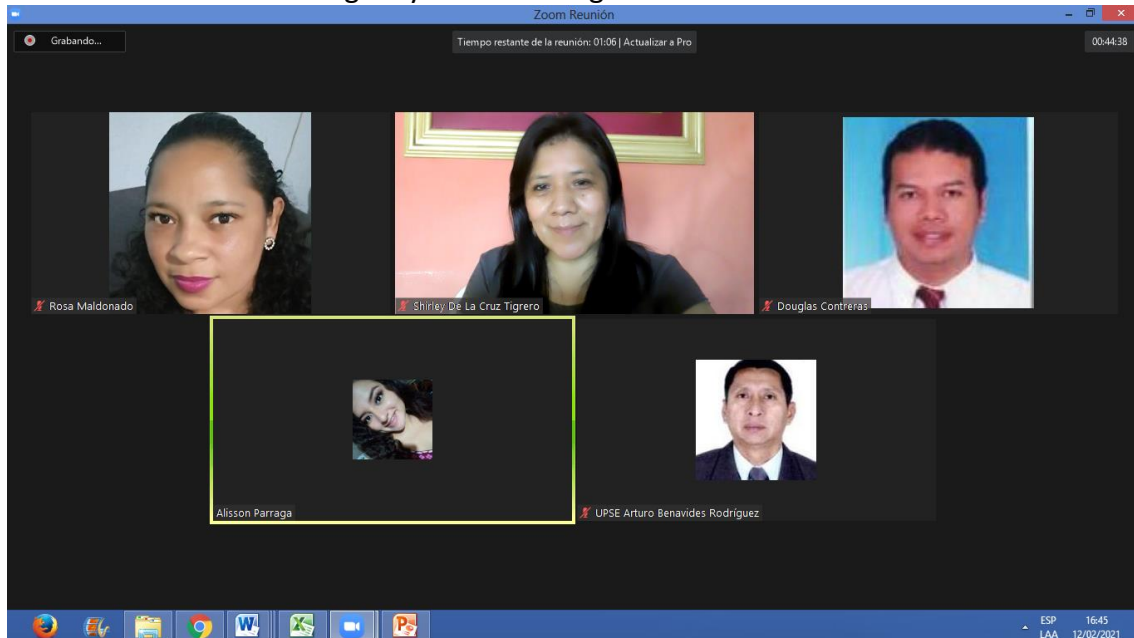 Zoom Reunión
Grabando...
Tiempo restante de la reunión: 01:06 | Actualizar a Pro
00:44:38
Rosa Maldonado
Shirley De La Cruz Tigrero
Douglas Contreras
Alisson Parraga
UPSE Arturo Benavides Rodríguez
ESP 16:45
LAA 12/02/2021